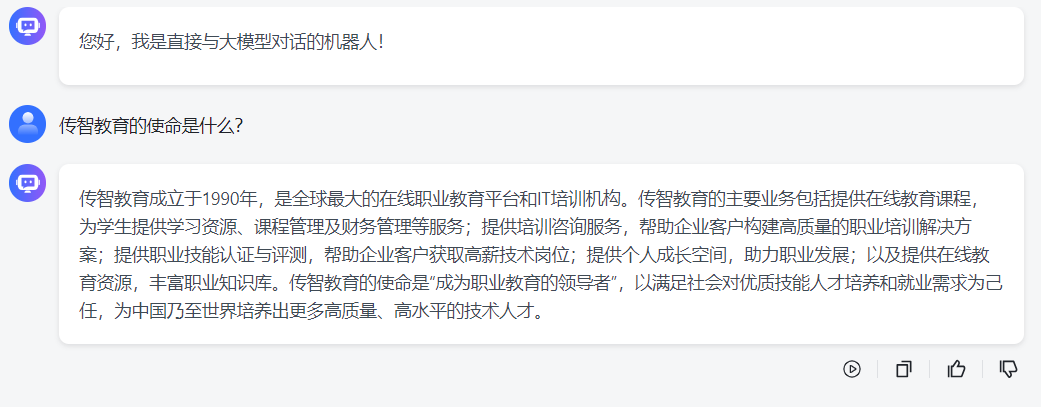 您好，我是直接与大模型对话的机器人！
传智教育的使命是什么？
传智教育成立于1990年，是全球最大的在线职业教育平台和IT培训机构。传智教育的主要业务包括提供在线教育课程，
为学生提供学习资源、课程管理及财务管理等服务；提供培训咨询服务，帮助企业客户构建高质量的职业培训解决方
案；提供职业技能认证与评测，帮助企业客户获取高薪技术岗位；提供个人成长空间，助力职业发展；以及提供在线教
育资源，丰富职业知识库。传智教育的使命是“成为职业教育的领导者”，以满足社会对优质技能人才培养和就业需求为己
任，为中国乃至世界培养出更多高质量、高水平的技术人才。